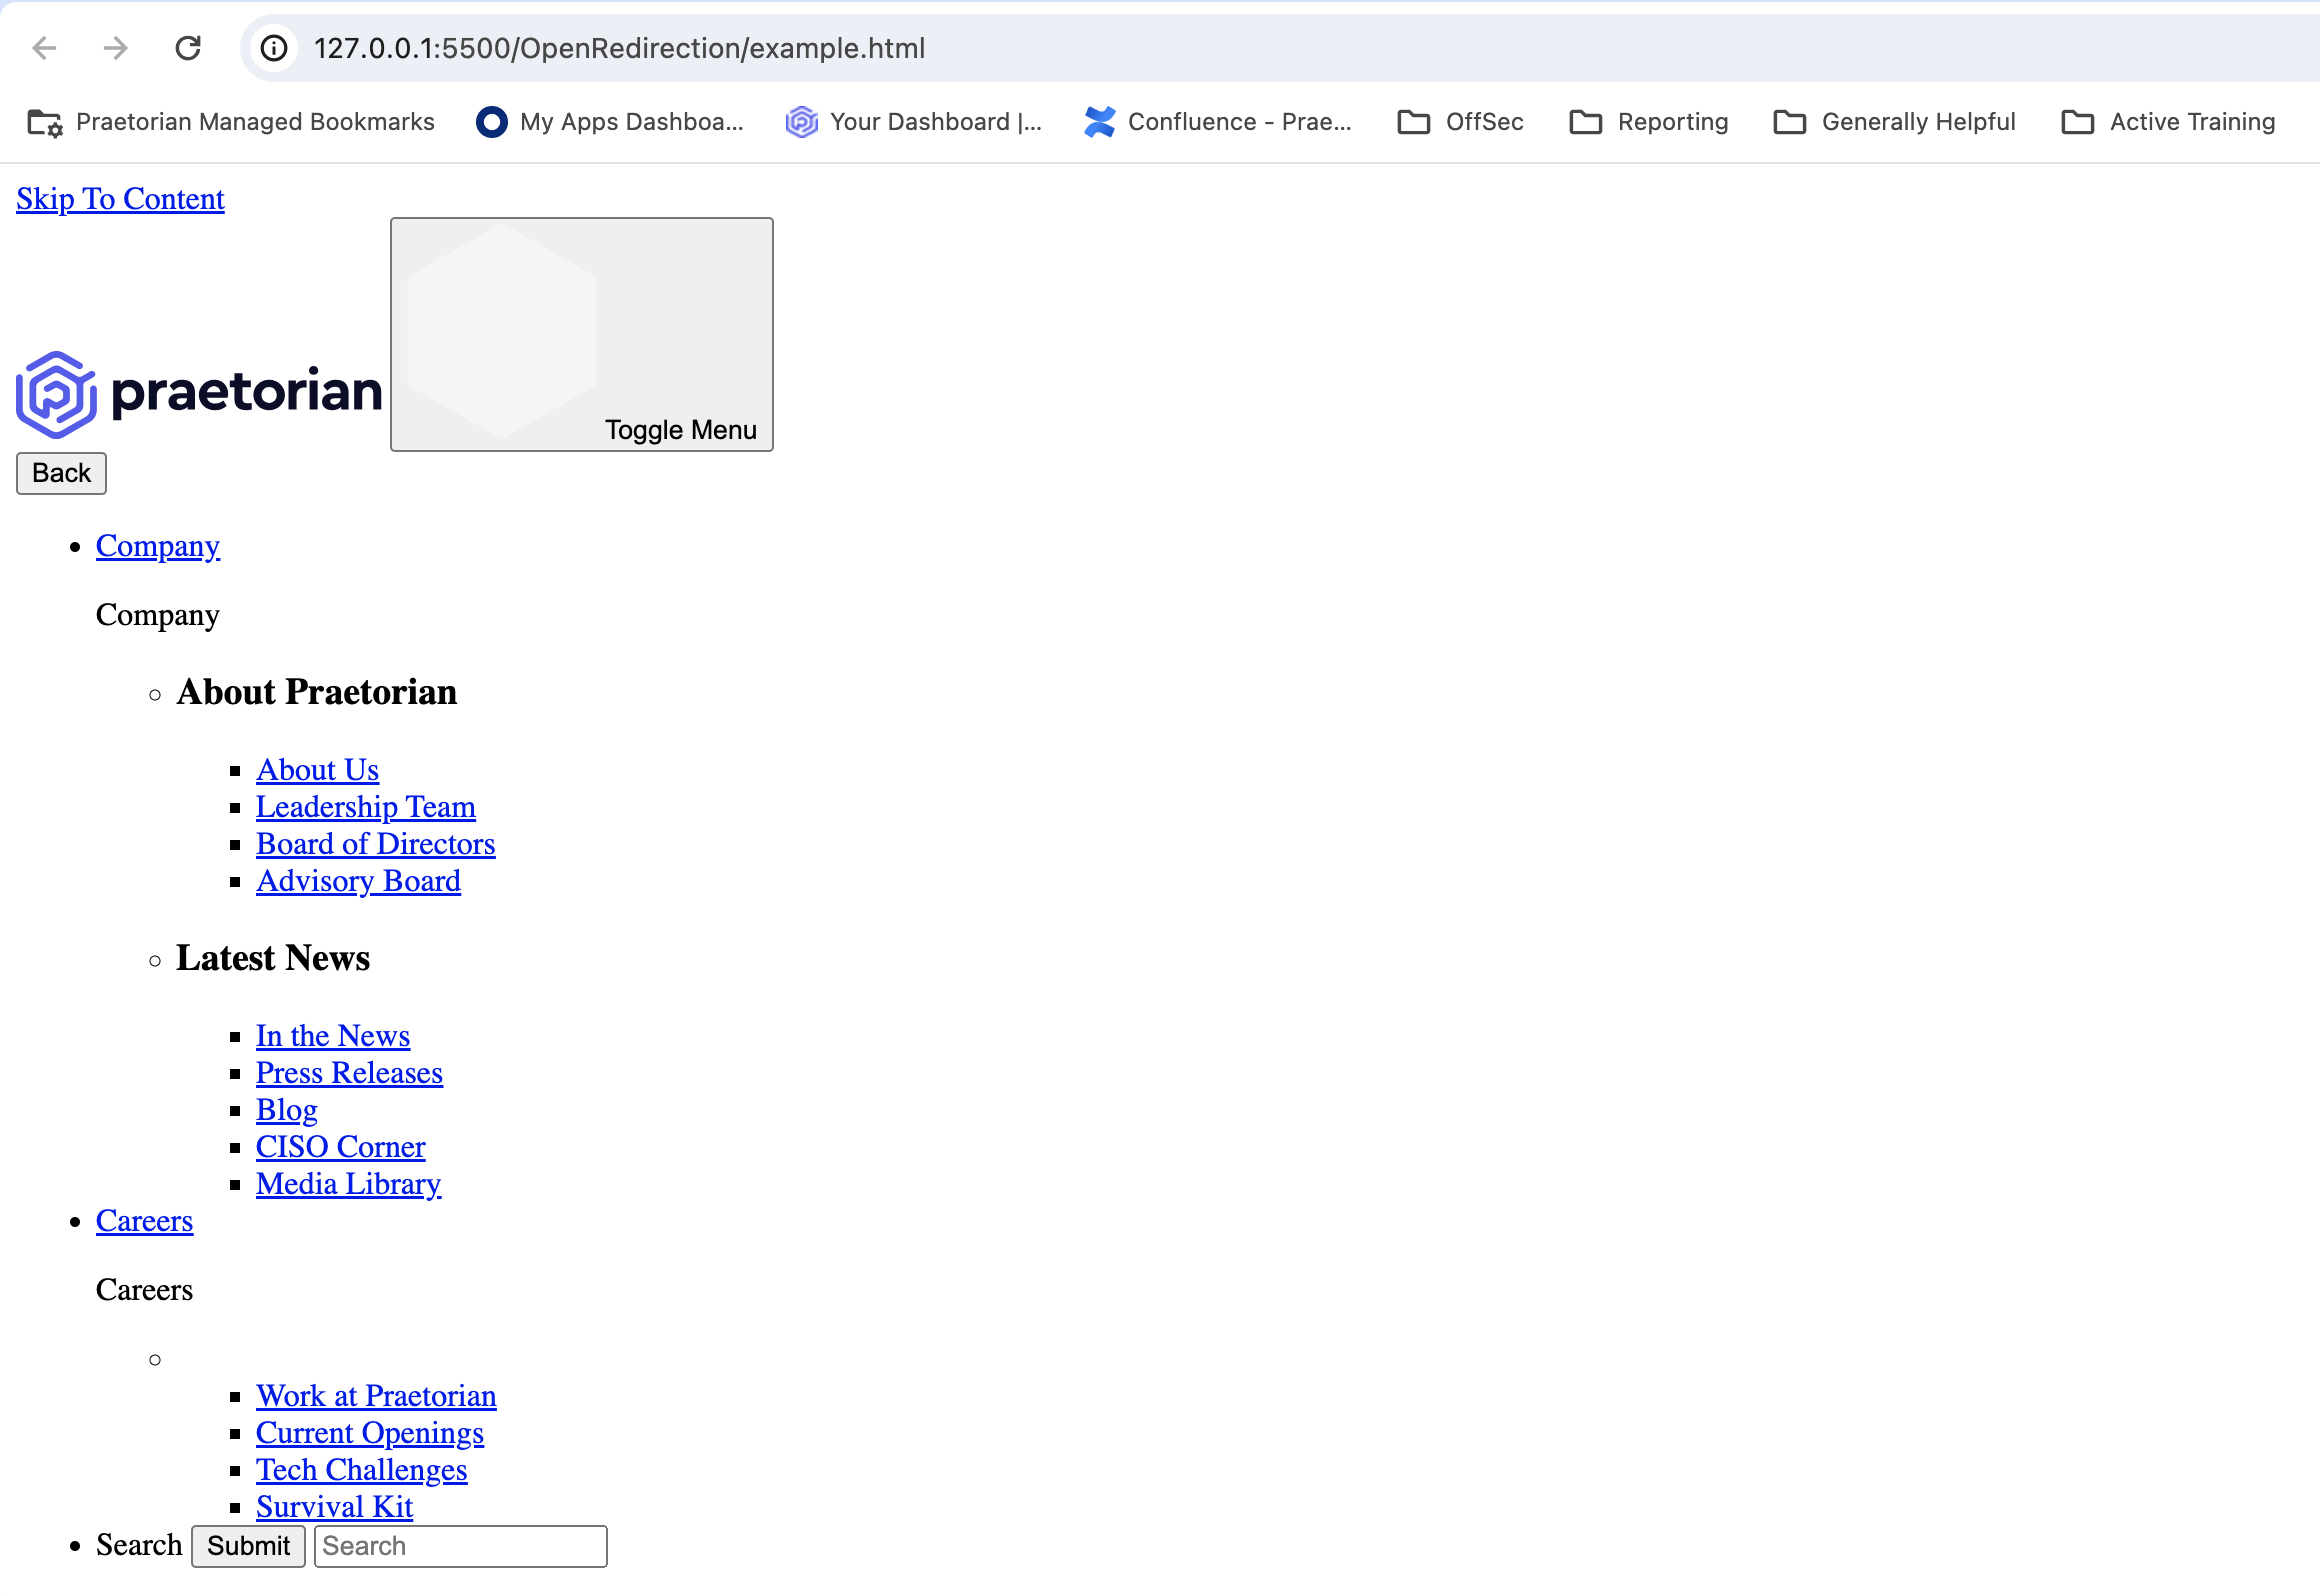 127.0.0.1:5500/OpenRedirection/example.html
Praetorian Managed Bookmarks My Apps Dashboa... Your Dashboard |... Confluence - Prae... OffSec Reporting Generally Helpful Active Training
Skip To Content
praetorian Toggle Menu
Back
Company
Company
About Praetorian
About Us
Leadership Team
Board of Directors
Advisory Board
Latest News
In the News
Press Releases
Blog
CISO Corner
Media Library
Careers
Careers
Work at Praetorian
Current Openings
Tech Challenges
Survival Kit
Search Submit Search